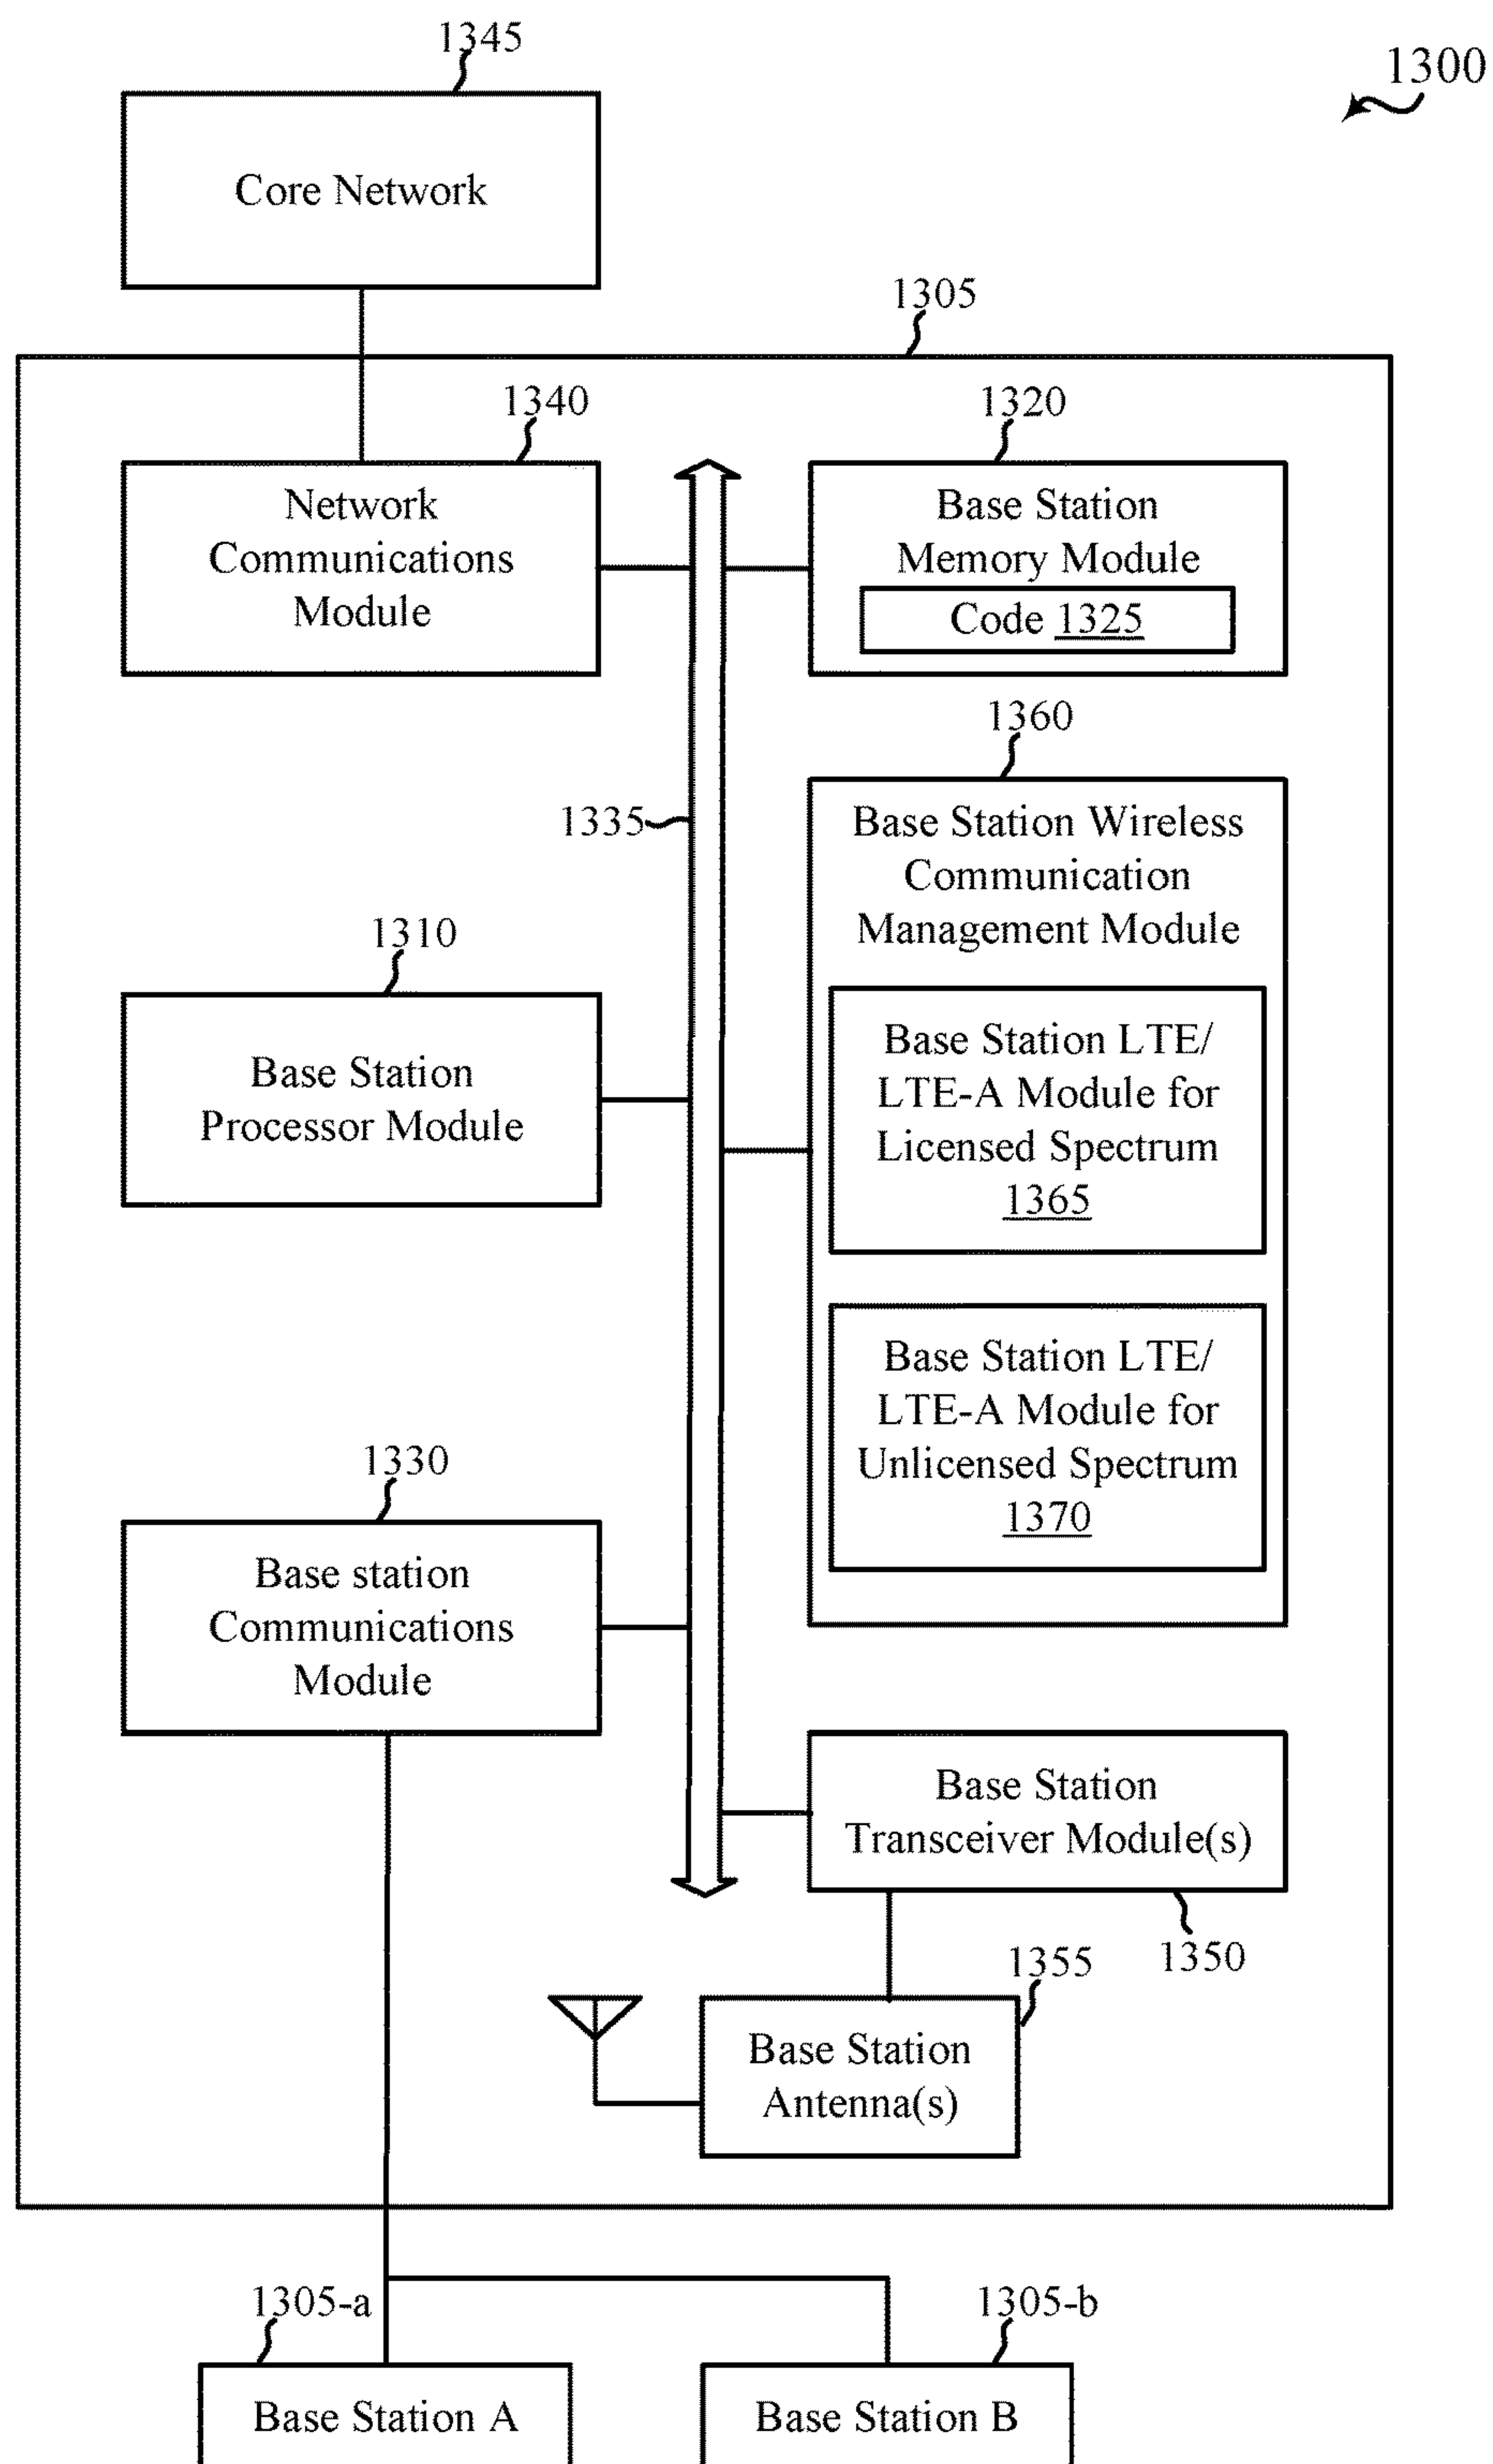 1345
1300
Core Network
1305
1340
1320
Network
Communications
Module
Base Station
Memory Module
Code 1325
1360
1335
Base Station Wireless
Communication
Management Module
1310
Base Station
Processor Module
Base Station LTE/
LTE-A Module for
Licensed Spectrum
1365
Base Station LTE/
LTE-A Module for
Unlicensed Spectrum
1370
1330
Base station
Communications
Module
Base Station
Transceiver Module(s)
1350
1355
Base Station
Antenna(s)
1305-a
1305-b
Base Station A
Base Station B